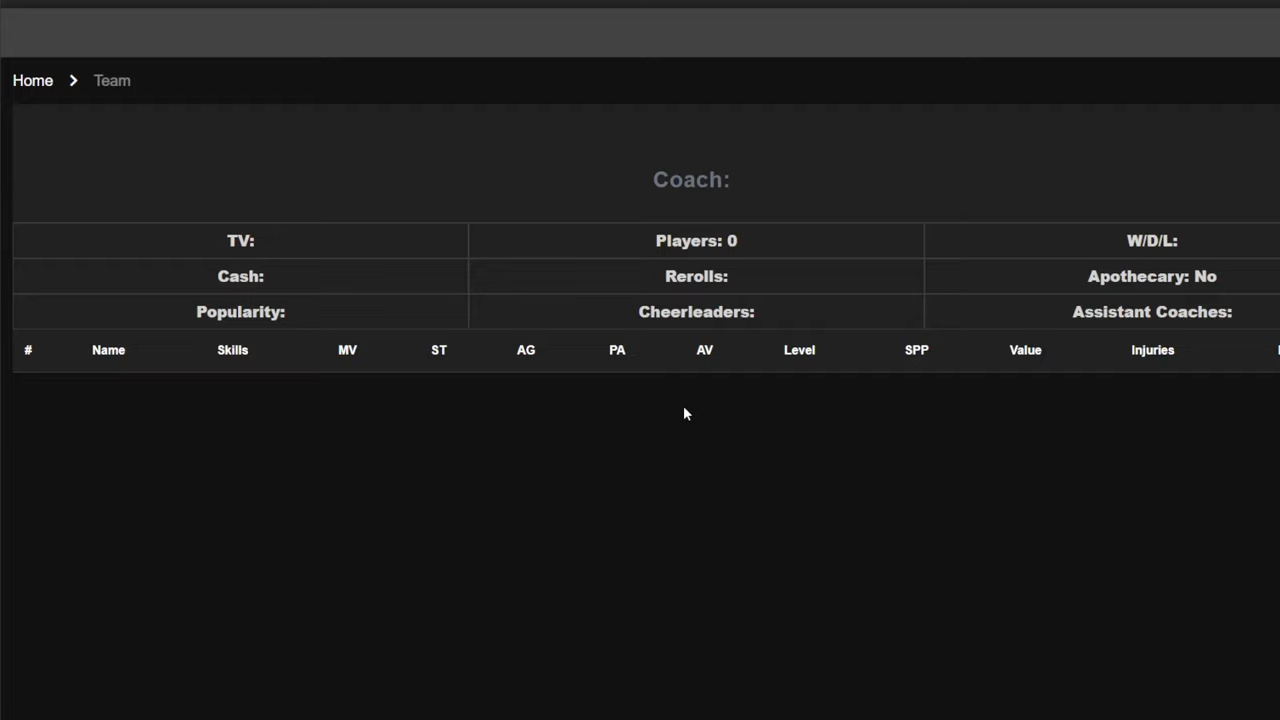 Home > Team
Coach:
TV: Players: 0 W/D/L:
Cash: Rerolls: Apothecary: No
Popularity: Cheerleaders: Assistant Coaches:
# Name Skills MV ST AG PA AV Level SPP Value Injuries